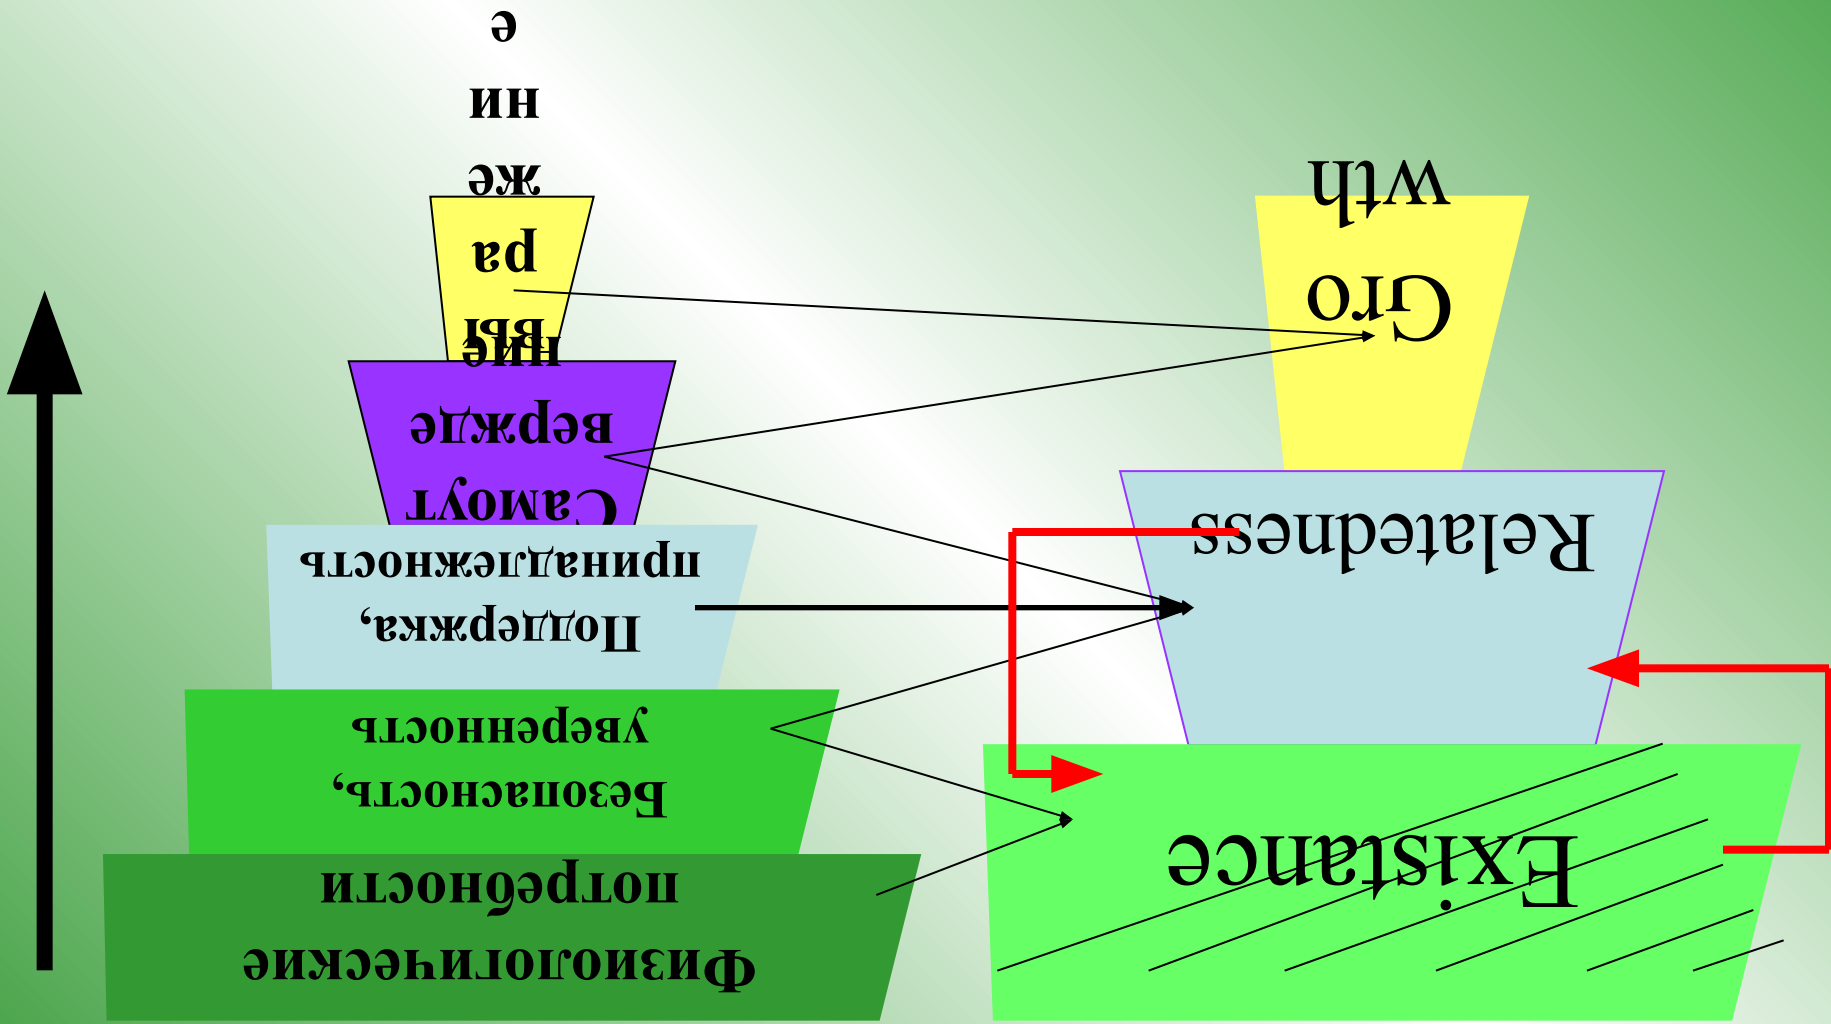 вы
ра
же
ни
е
Самоут
вержде
ние
Поддержка,
принадлежность
Безопасность,
уверенность
Физиологические
потребности
Gro
wth
Relatedness
Existance